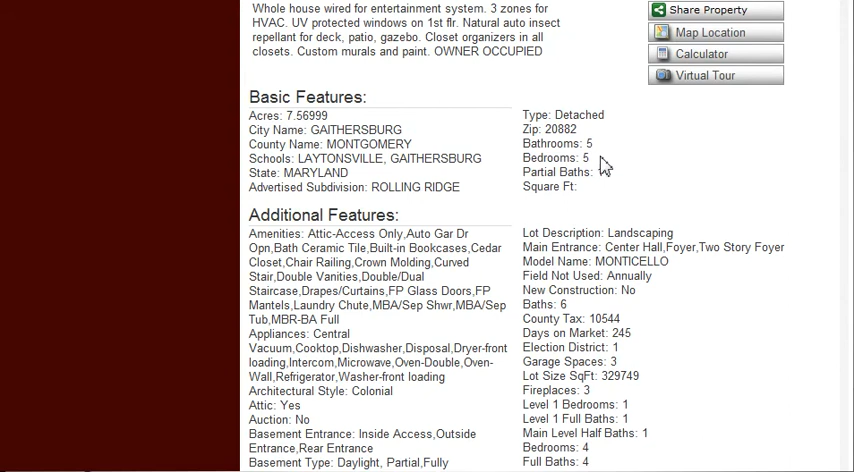 Whole house wired for entertainment system. 3 zones for
HVAC. UV protected windows on 1st flr. Natural auto insect
repellant for deck, patio, gazebo. Closet organizers in all
closets. Custom murals and paint. OWNER OCCUPIED
Share Property
Map Location
Calculator
Virtual Tour
Basic Features:
Acres: 7.56999
City Name: GAITHERSBURG
County Name: MONTGOMERY
Schools: LAYTONSVILLE, GAITHERSBURG
State: MARYLAND
Advertised Subdivision: ROLLING RIDGE
Type: Detached
Zip: 20882
Bathrooms: 5
Bedrooms: 5
Partial Baths:
Square Ft:
Additional Features:
Amenities: Attic-Access Only,Auto Gar Dr
Opn,Bath Ceramic Tile,Built-in Bookcases,Cedar
Closet,Chair Railing,Crown Molding,Curved
Stair,Double Vanities,Double/Dual
Staircase,Drapes/Curtains,FP Glass Doors,FP
Mantels,Laundry Chute,MBA/Sep Shwr,MBA/Sep
Tub,MBR-BA Full
Appliances: Central
Vacuum,Cooktop,Dishwasher,Disposal,Dryer-front
loading,Intercom,Microwave,Oven-Double,Oven-
Wall,Refrigerator,Washer-front loading
Architectural Style: Colonial
Attic: Yes
Auction: No
Basement Entrance: Inside Access,Outside
Entrance,Rear Entrance
Basement Type: Daylight, Partial,Fully
Lot Description: Landscaping
Main Entrance: Center Hall,Foyer,Two Story Foyer
Model Name: MONTICELLO
Field Not Used: Annually
New Construction: No
Baths: 6
County Tax: 10544
Days on Market: 245
Election District: 1
Garage Spaces: 3
Lot Size SqFt: 329749
Fireplaces: 3
Level 1 Bedrooms: 1
Level 1 Full Baths: 1
Main Level Half Baths: 1
Bedrooms: 4
Full Baths: 4